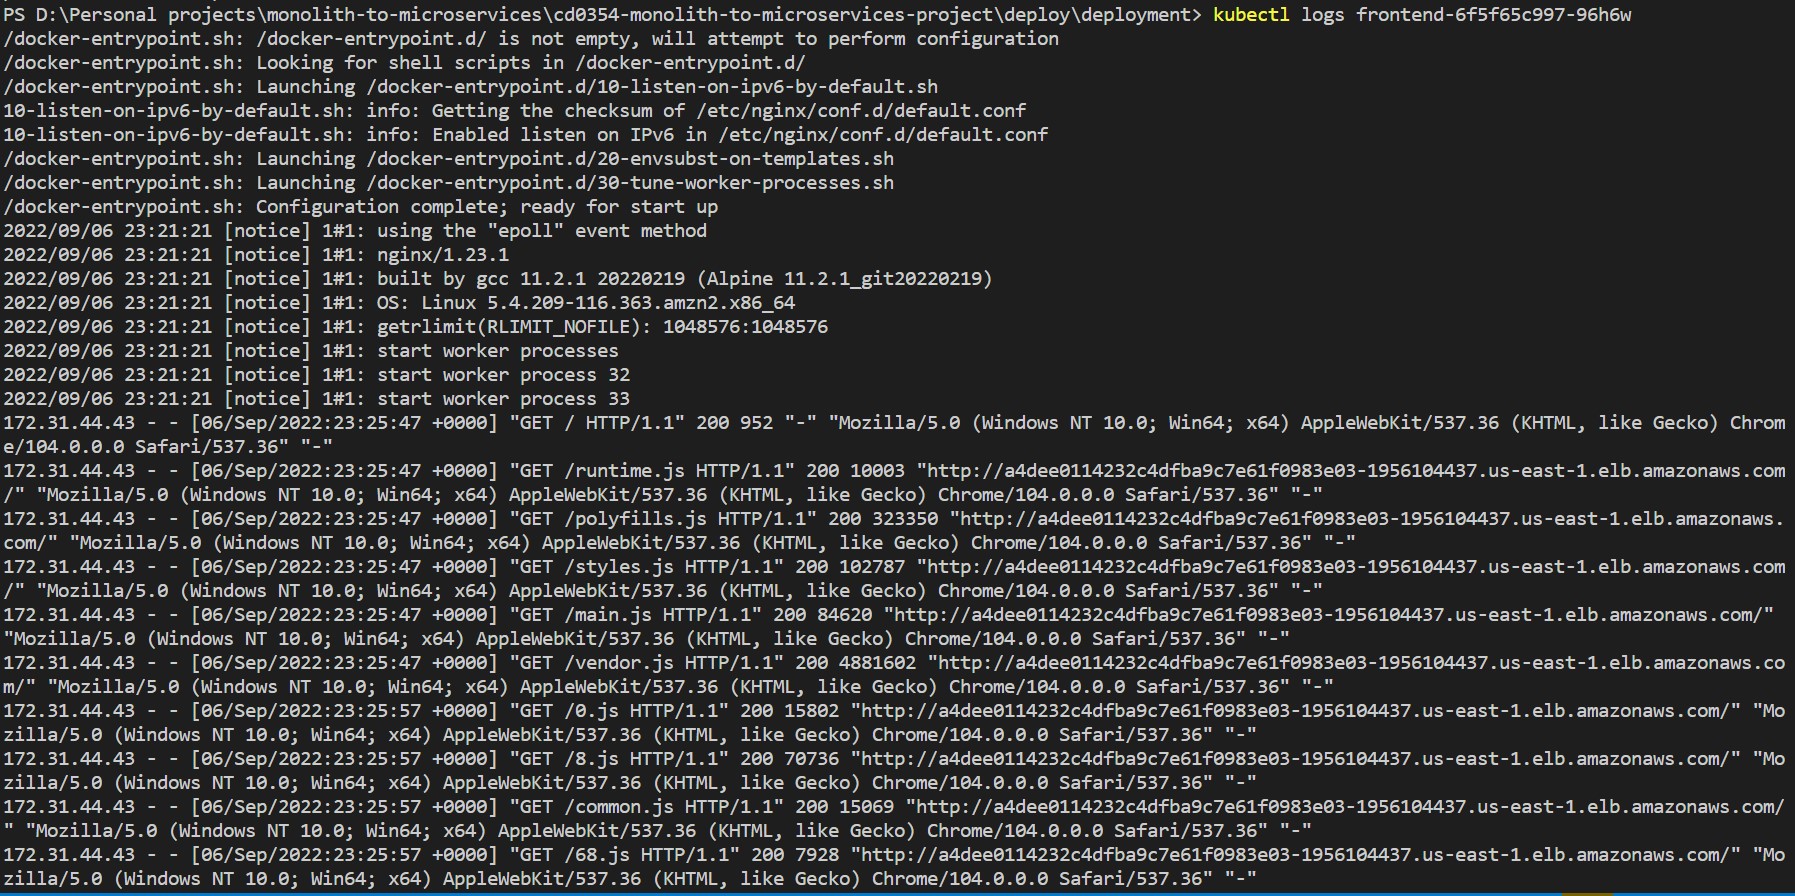 PS D:\Personal projects\monolith-to-microservices\cd0354-monolith-to-microservices-project\deploy\deployment> kubectl logs frontend-6f5f65c997-96h6w
/docker-entrypoint.sh: /docker-entrypoint.d/ is not empty, will attempt to perform configuration
/docker-entrypoint.sh: Looking for shell scripts in /docker-entrypoint.d/
/docker-entrypoint.sh: Launching /docker-entrypoint.d/10-listen-on-ipv6-by-default.sh
10-listen-on-ipv6-by-default.sh: info: Getting the checksum of /etc/nginx/conf.d/default.conf
10-listen-on-ipv6-by-default.sh: info: Enabled listen on IPv6 in /etc/nginx/conf.d/default.conf
/docker-entrypoint.sh: Launching /docker-entrypoint.d/20-envsubst-on-templates.sh
/docker-entrypoint.sh: Launching /docker-entrypoint.d/30-tune-worker-processes.sh
/docker-entrypoint.sh: Configuration complete; ready for start up
2022/09/06 23:21:21 [notice] 1#1: using the "epoll" event method
2022/09/06 23:21:21 [notice] 1#1: nginx/1.23.1
2022/09/06 23:21:21 [notice] 1#1: built by gcc 11.2.1 20220219 (Alpine 11.2.1_git20220219)
2022/09/06 23:21:21 [notice] 1#1: OS: Linux 5.4.209-116.363.amzn2.x86_64
2022/09/06 23:21:21 [notice] 1#1: getrlimit(RLIMIT_NOFILE): 1048576:1048576
2022/09/06 23:21:21 [notice] 1#1: start worker processes
2022/09/06 23:21:21 [notice] 1#1: start worker process 32
2022/09/06 23:21:21 [notice] 1#1: start worker process 33
172.31.44.43 - - [06/Sep/2022:23:25:47 +0000] "GET / HTTP/1.1" 200 952 "-" "Mozilla/5.0 (Windows NT 10.0; Win64; x64) AppleWebKit/537.36 (KHTML, like Gecko) Chrom
e/104.0.0.0 Safari/537.36" "-"
172.31.44.43 - - [06/Sep/2022:23:25:47 +0000] "GET /runtime.js HTTP/1.1" 200 10003 "http://a4dee0114232c4dfba9c7e61f0983e03-1956104437.us-east-1.elb.amazonaws.com
/" "Mozilla/5.0 (Windows NT 10.0; Win64; x64) AppleWebKit/537.36 (KHTML, like Gecko) Chrome/104.0.0.0 Safari/537.36" "-"
172.31.44.43 - - [06/Sep/2022:23:25:47 +0000] "GET /polyfills.js HTTP/1.1" 200 323350 "http://a4dee0114232c4dfba9c7e61f0983e03-1956104437.us-east-1.elb.amazonaws.
com/" "Mozilla/5.0 (Windows NT 10.0; Win64; x64) AppleWebKit/537.36 (KHTML, like Gecko) Chrome/104.0.0.0 Safari/537.36" "-"
172.31.44.43 - - [06/Sep/2022:23:25:47 +0000] "GET /styles.js HTTP/1.1" 200 102787 "http://a4dee0114232c4dfba9c7e61f0983e03-1956104437.us-east-1.elb.amazonaws.com
/" "Mozilla/5.0 (Windows NT 10.0; Win64; x64) AppleWebKit/537.36 (KHTML, like Gecko) Chrome/104.0.0.0 Safari/537.36" "-"
172.31.44.43 - - [06/Sep/2022:23:25:47 +0000] "GET /main.js HTTP/1.1" 200 84620 "http://a4dee0114232c4dfba9c7e61f0983e03-1956104437.us-east-1.elb.amazonaws.com/"
"Mozilla/5.0 (Windows NT 10.0; Win64; x64) AppleWebKit/537.36 (KHTML, like Gecko) Chrome/104.0.0.0 Safari/537.36" "-"
172.31.44.43 - - [06/Sep/2022:23:25:47 +0000] "GET /vendor.js HTTP/1.1" 200 4881602 "http://a4dee0114232c4dfba9c7e61f0983e03-1956104437.us-east-1.elb.amazonaws.co
m/" "Mozilla/5.0 (Windows NT 10.0; Win64; x64) AppleWebKit/537.36 (KHTML, like Gecko) Chrome/104.0.0.0 Safari/537.36" "-"
172.31.44.43 - - [06/Sep/2022:23:25:57 +0000] "GET /0.js HTTP/1.1" 200 15802 "http://a4dee0114232c4dfba9c7e61f0983e03-1956104437.us-east-1.elb.amazonaws.com/" "Mo
zilla/5.0 (Windows NT 10.0; Win64; x64) AppleWebKit/537.36 (KHTML, like Gecko) Chrome/104.0.0.0 Safari/537.36" "-"
172.31.44.43 - - [06/Sep/2022:23:25:57 +0000] "GET /8.js HTTP/1.1" 200 70736 "http://a4dee0114232c4dfba9c7e61f0983e03-1956104437.us-east-1.elb.amazonaws.com/" "Mo
zilla/5.0 (Windows NT 10.0; Win64; x64) AppleWebKit/537.36 (KHTML, like Gecko) Chrome/104.0.0.0 Safari/537.36" "-"
172.31.44.43 - - [06/Sep/2022:23:25:57 +0000] "GET /common.js HTTP/1.1" 200 15069 "http://a4dee0114232c4dfba9c7e61f0983e03-1956104437.us-east-1.elb.amazonaws.com/
" "Mozilla/5.0 (Windows NT 10.0; Win64; x64) AppleWebKit/537.36 (KHTML, like Gecko) Chrome/104.0.0.0 Safari/537.36" "-"
172.31.44.43 - - [06/Sep/2022:23:25:57 +0000] "GET /68.js HTTP/1.1" 200 7928 "http://a4dee0114232c4dfba9c7e61f0983e03-1956104437.us-east-1.elb.amazonaws.com/" "Mo
zilla/5.0 (Windows NT 10.0; Win64; x64) AppleWebKit/537.36 (KHTML, like Gecko) Chrome/104.0.0.0 Safari/537.36" "-"